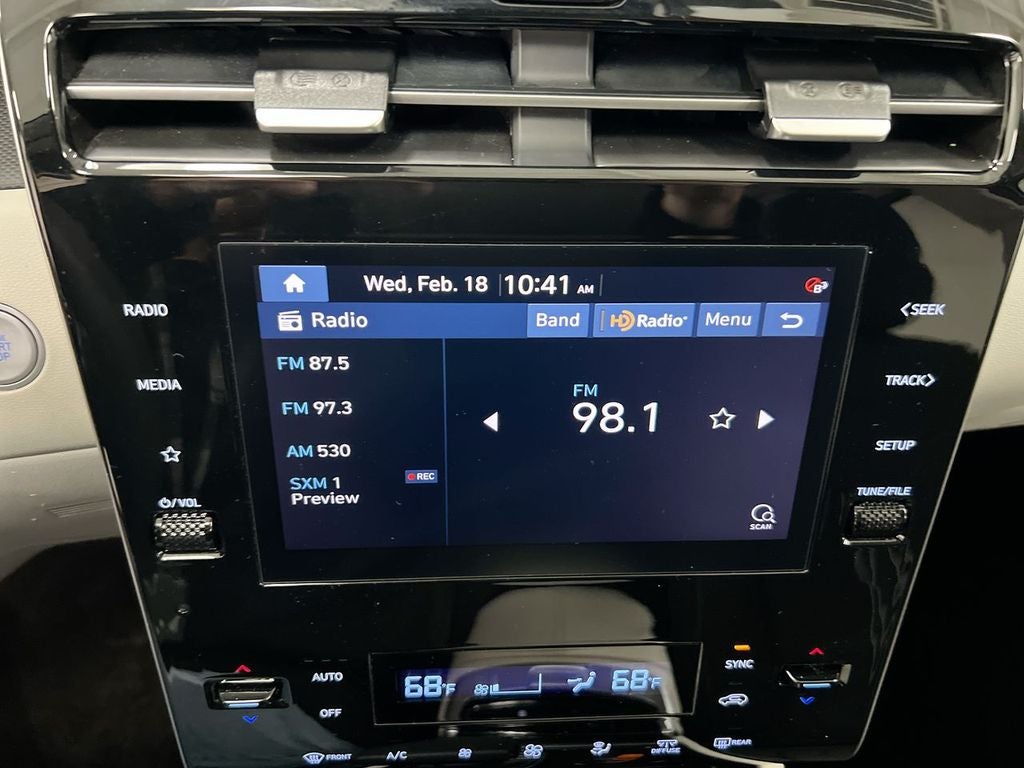 Wed, Feb. 18 10:41 AM
Radio Band HD Radio Menu
FM 87.5
FM 97.3
AM 530
SXM 1 REC
Preview
FM
98.1
SCAN
RADIO
MEDIA
⏻/VOL
<SEEK
TRACK>
SETUP
TUNE/FILE
AUTO
OFF
68°F
68°F
SYNC
FRONT A/C DIFFUSE REAR